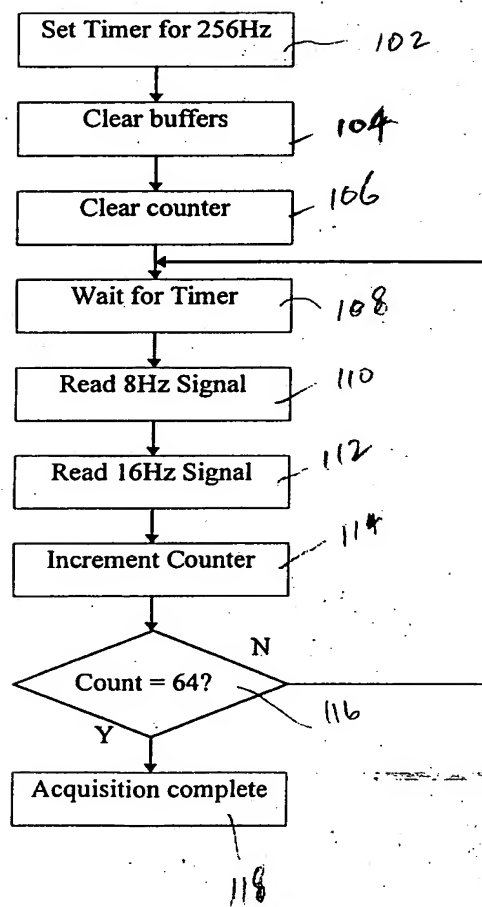 Set Timer for 256Hz
102
Clear buffers
104
Clear counter
106
Wait for Timer
108
Read 8Hz Signal
110
Read 16Hz Signal
112
Increment Counter
114
N
Count = 64?
116
Y
Acquisition complete
118